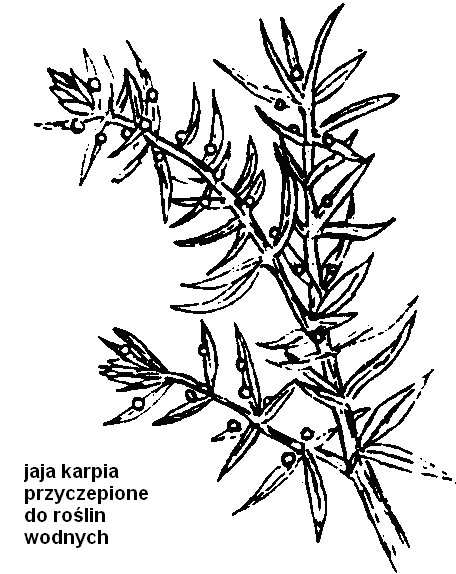 jaja karpia
przyczepione
do roślin
wodnych